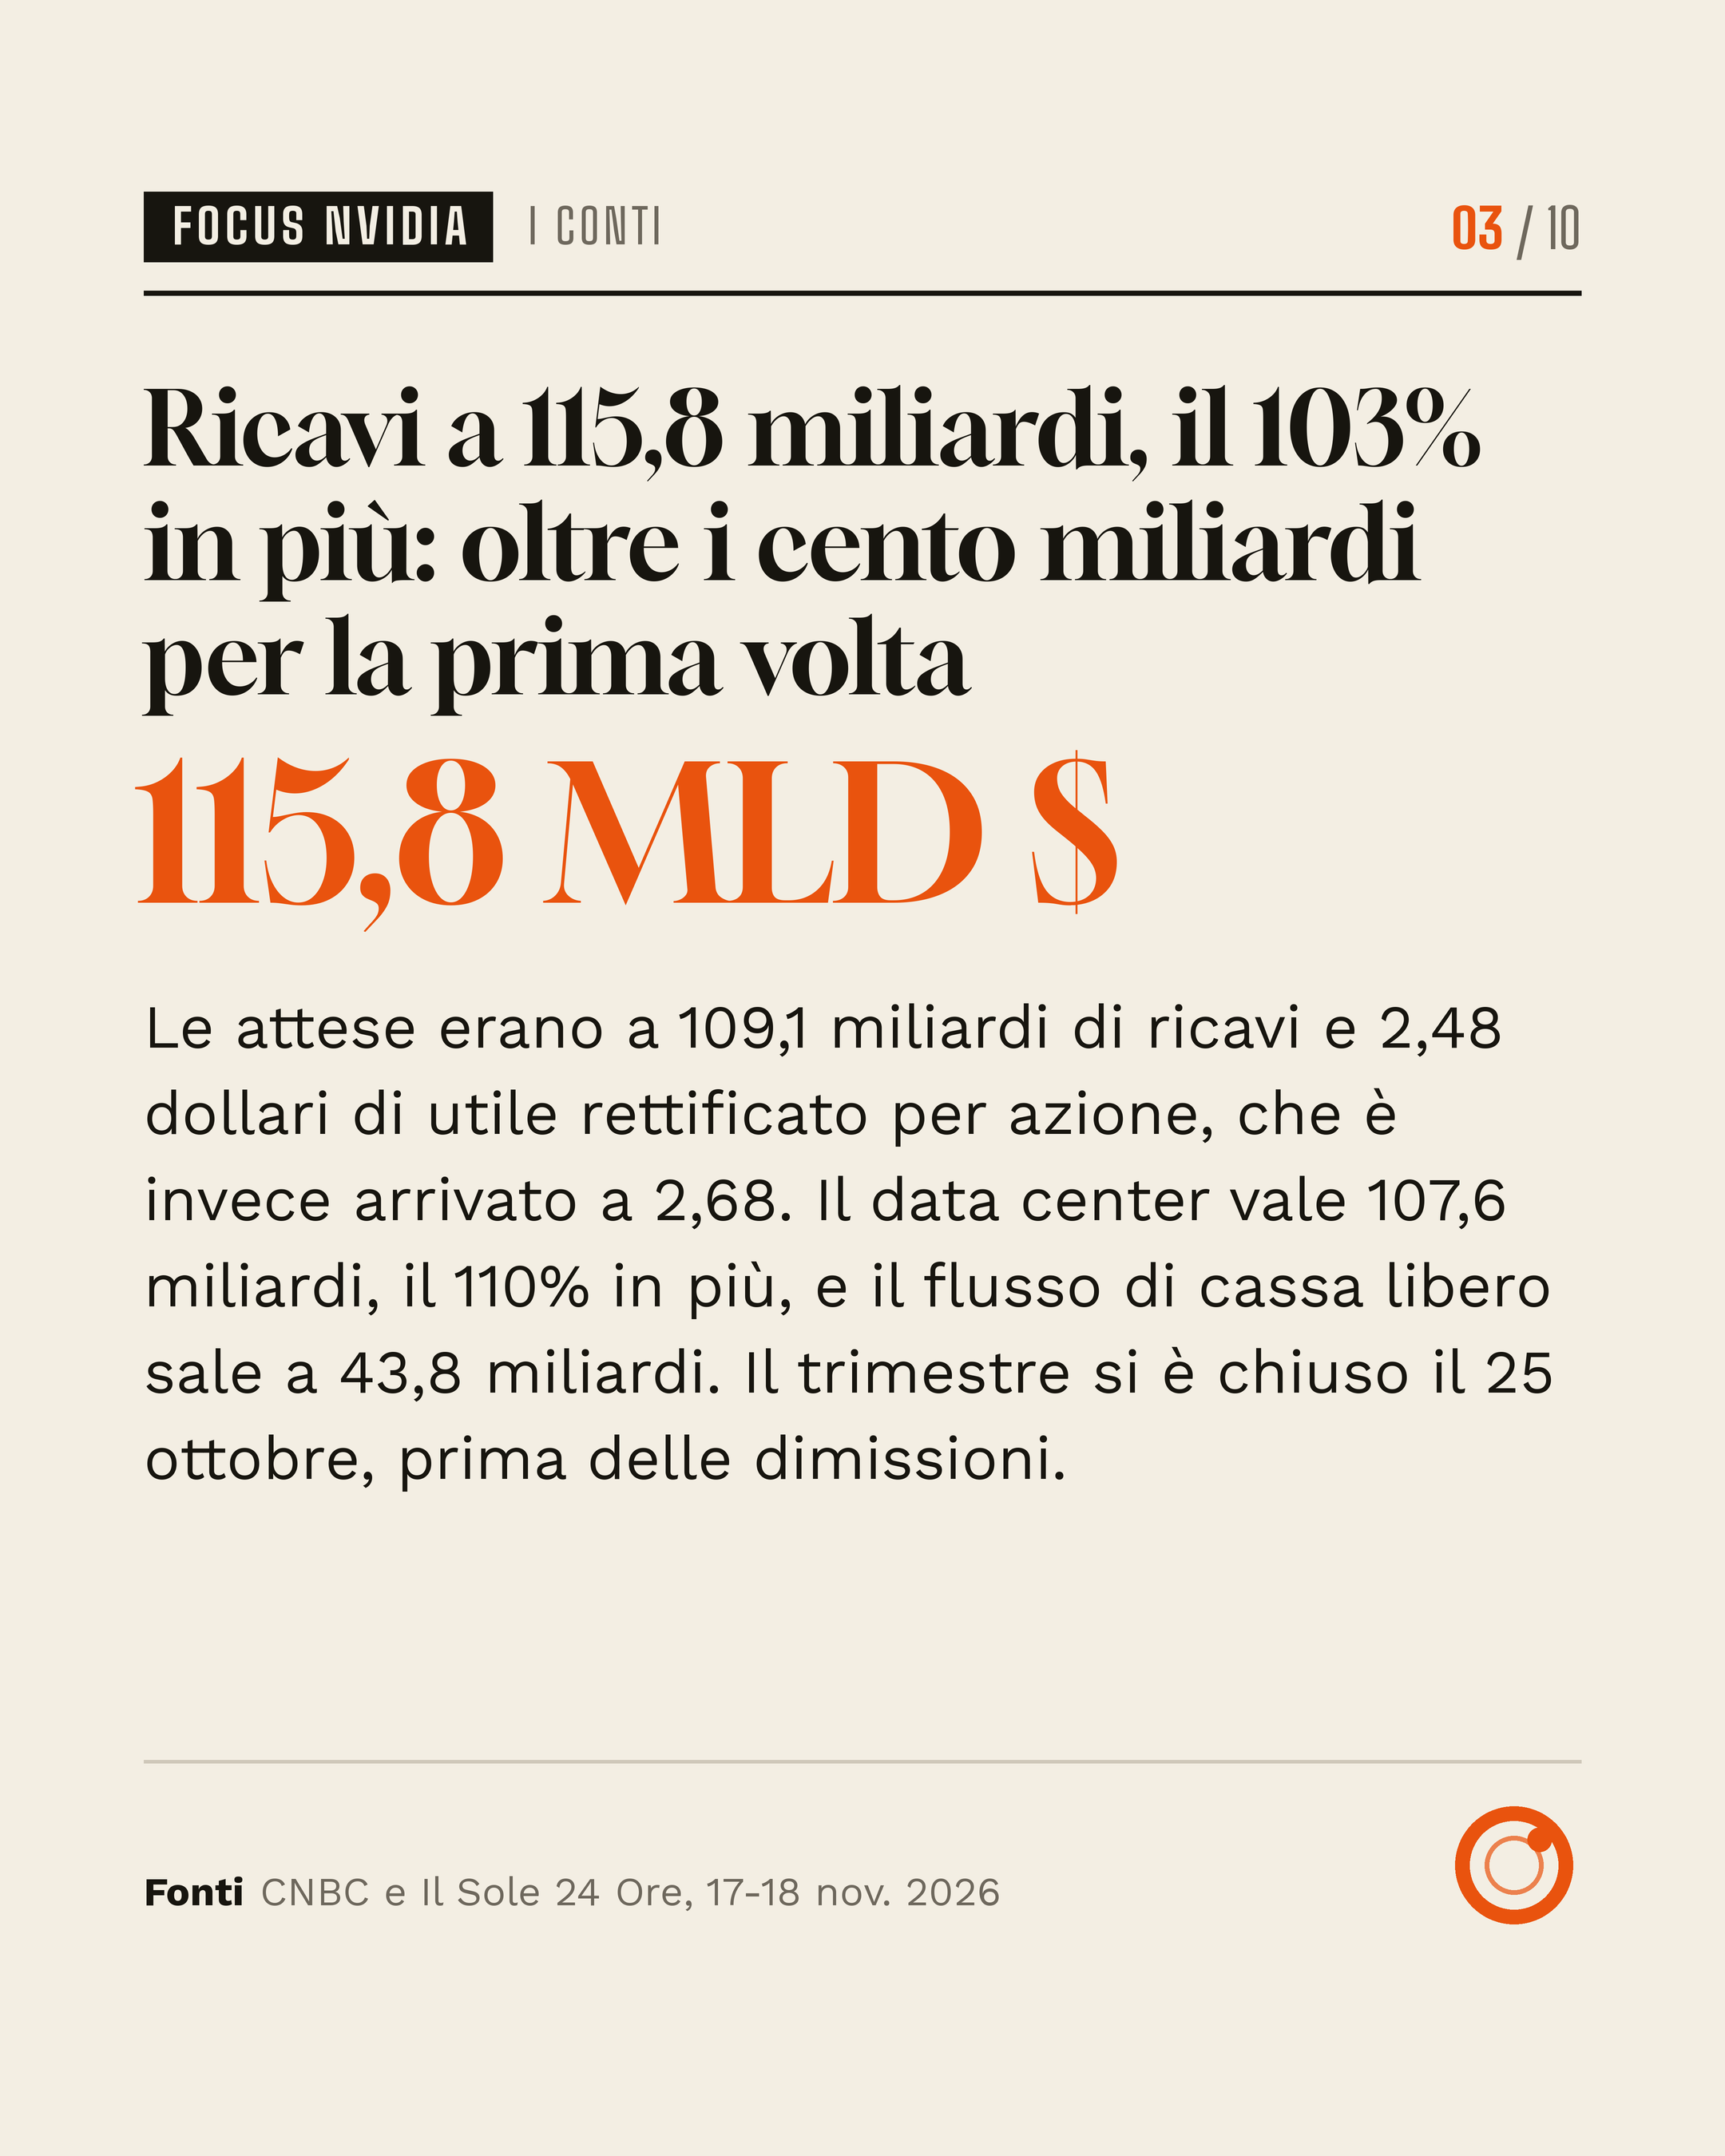 FOCUS NVIDIA I CONTI 03 / 10
Ricavi a 115,8 miliardi, il 103%
in più: oltre i cento miliardi
per la prima volta
115,8 MLD $
Le attese erano a 109,1 miliardi di ricavi e 2,48
dollari di utile rettificato per azione, che è
invece arrivato a 2,68. Il data center vale 107,6
miliardi, il 110% in più, e il flusso di cassa libero
sale a 43,8 miliardi. Il trimestre si è chiuso il 25
ottobre, prima delle dimissioni.
Fonti CNBC e Il Sole 24 Ore, 17-18 nov. 2026